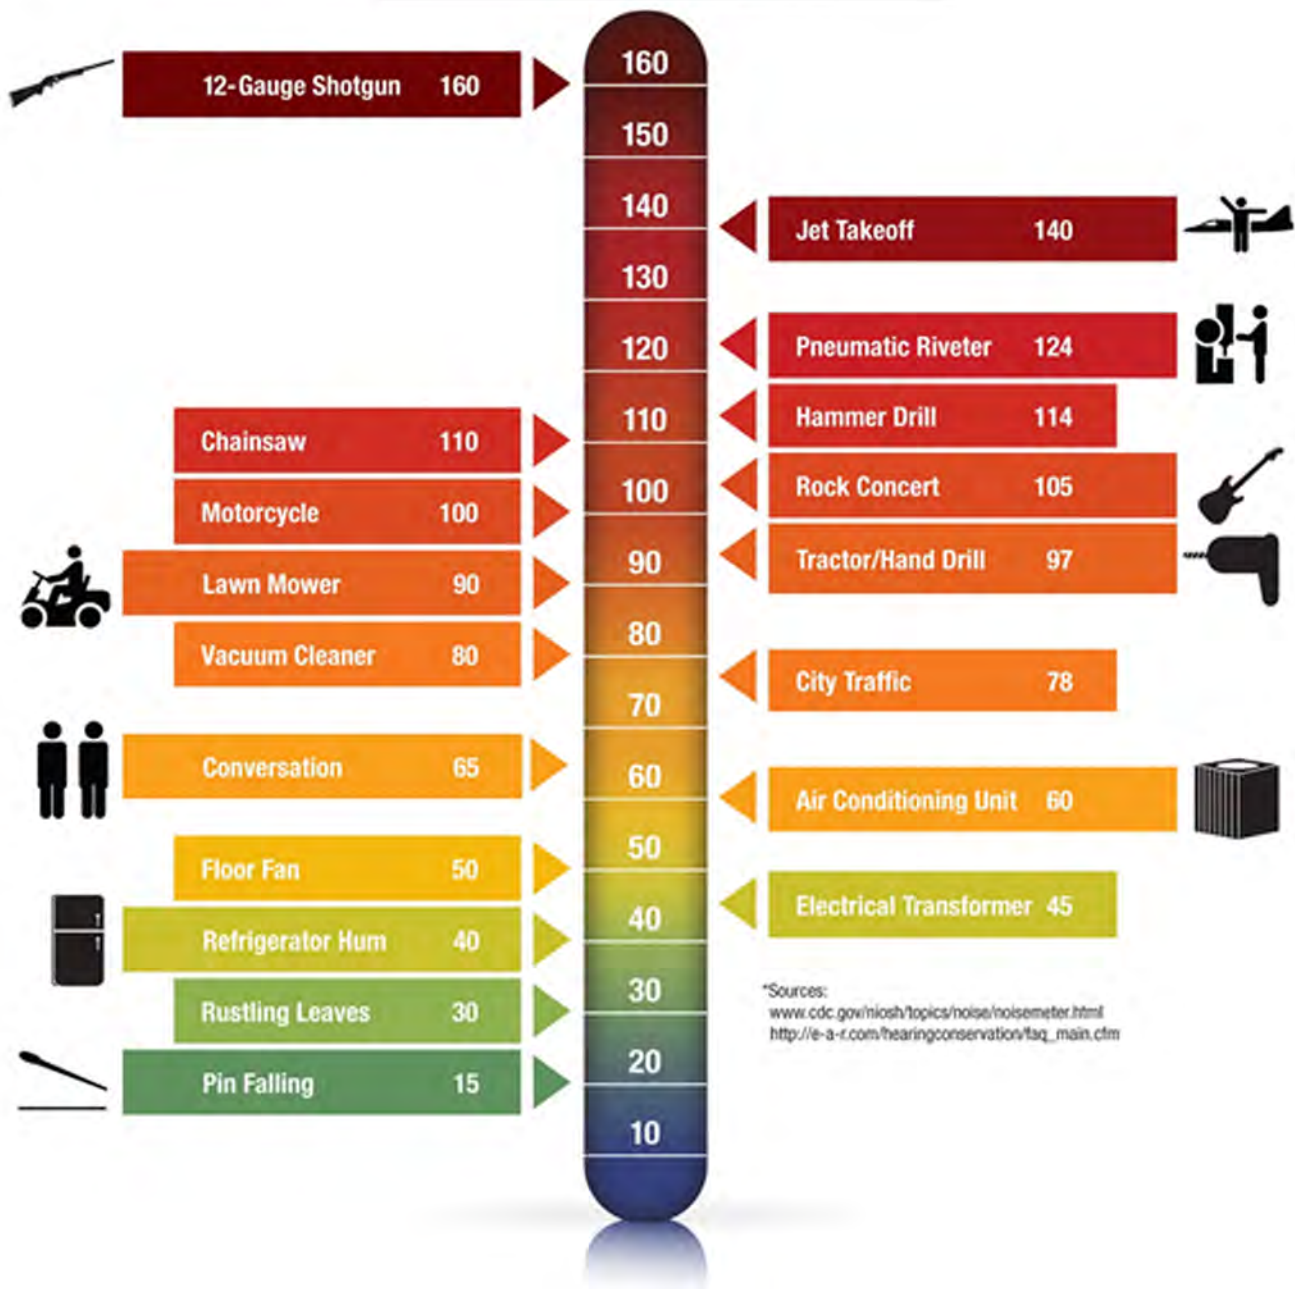 12-Gauge Shotgun 160
Chainsaw 110
Motorcycle 100
Lawn Mower 90
Vacuum Cleaner 80
Conversation 65
Floor Fan 50
Refrigerator Hum 40
Rustling Leaves 30
Pin Falling 15
160
150
140
130
120
110
100
90
80
70
60
50
40
30
20
10
Jet Takeoff 140
Pneumatic Riveter 124
Hammer Drill 114
Rock Concert 105
Tractor/Hand Drill 97
City Traffic 78
Air Conditioning Unit 60
Electrical Transformer 45
*Sources:
www.cdc.gov/niosh/topics/noise/noisemeter.html
http://e-a-r.com/hearingconservation/faq_main.cfm